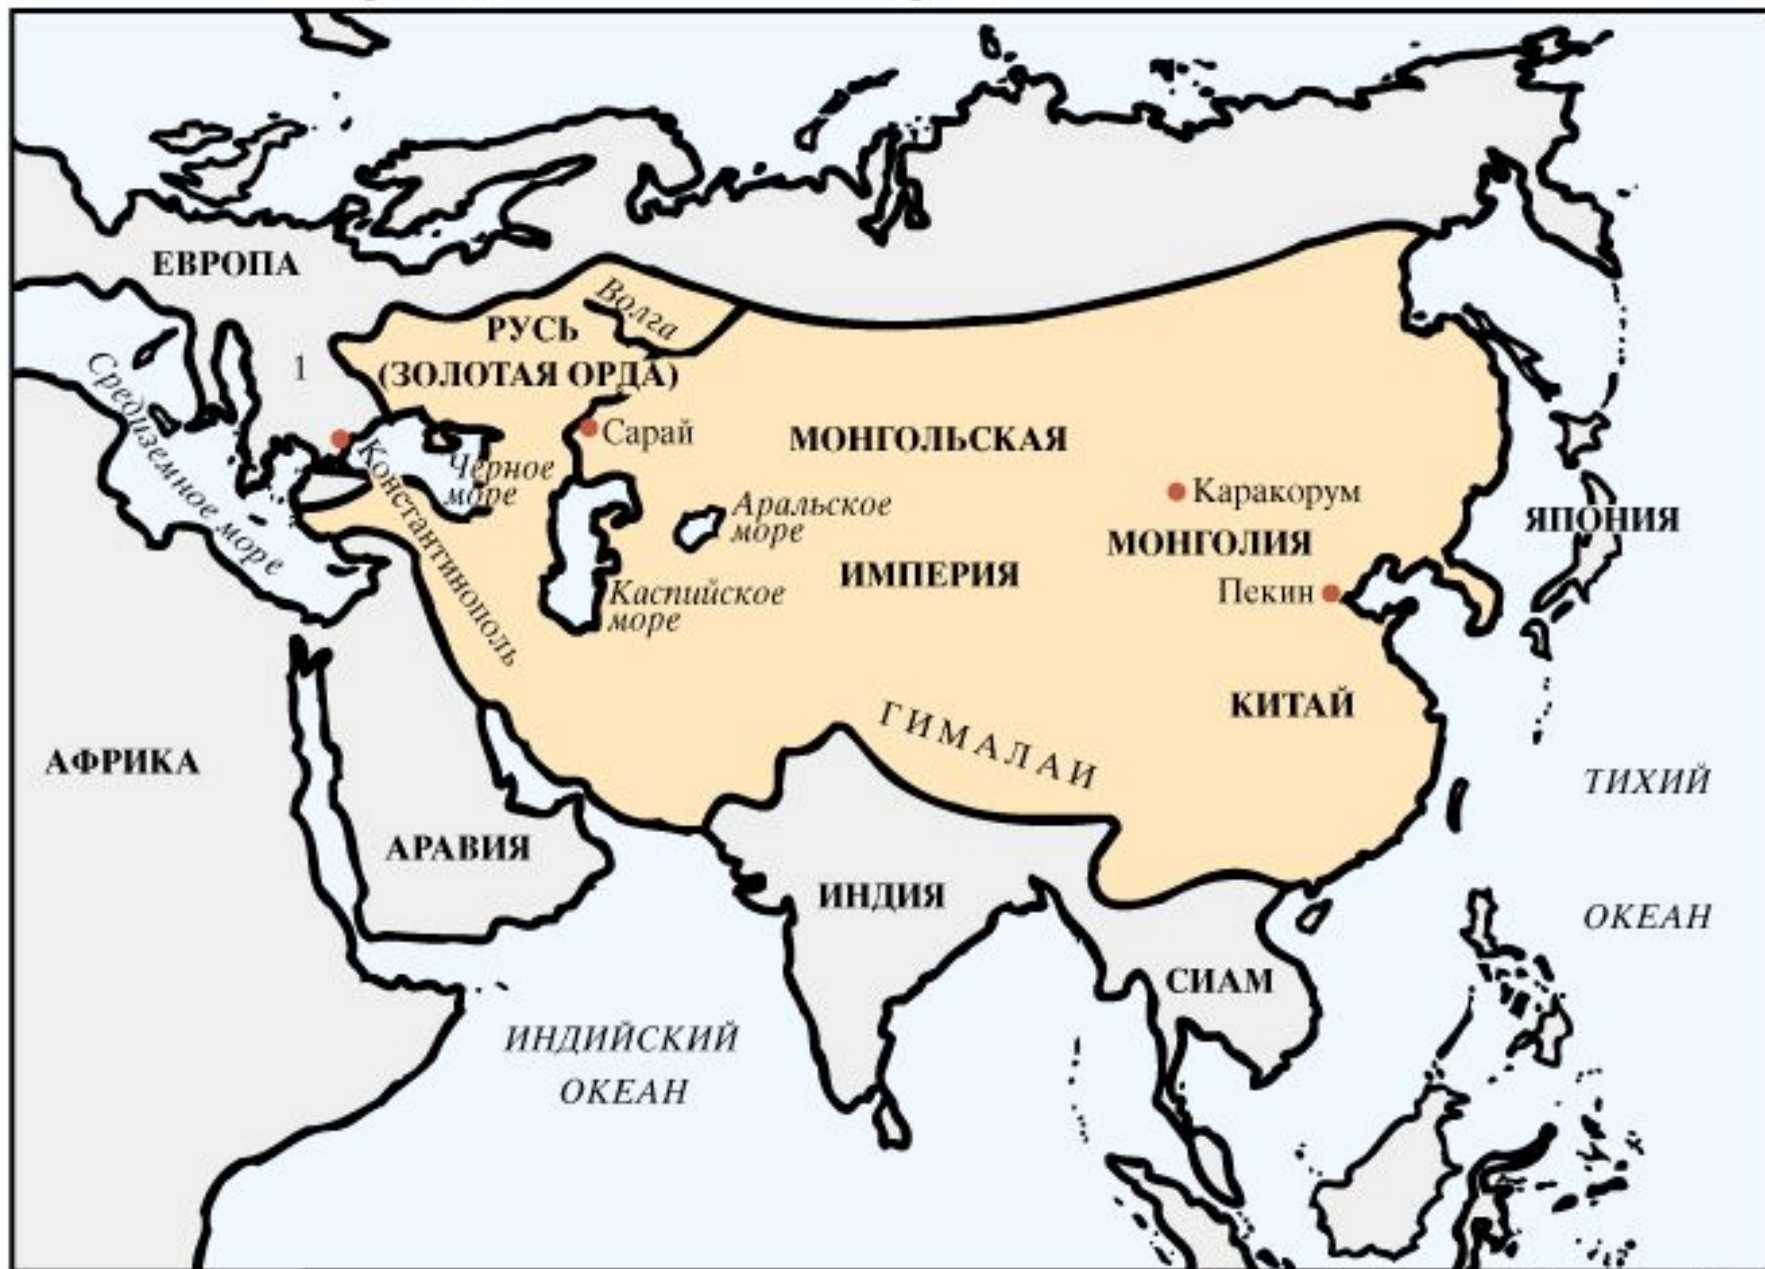 ЕВРОПА
Волга
РУСЬ
(ЗОЛОТАЯ ОРДА)
1
Средиземное море
Константинополь
Черное
море
Сарай
МОНГОЛЬСКАЯ
ИМПЕРИЯ
Аральское
море
Каспийское
море
Каракорум
МОНГОЛИЯ
Пекин
ЯПОНИЯ
КИТАЙ
ГИМАЛАИ
АФРИКА
АРАВИЯ
ИНДИЯ
СИАМ
ТИХИЙ
ОКЕАН
ИНДИЙСКИЙ
ОКЕАН